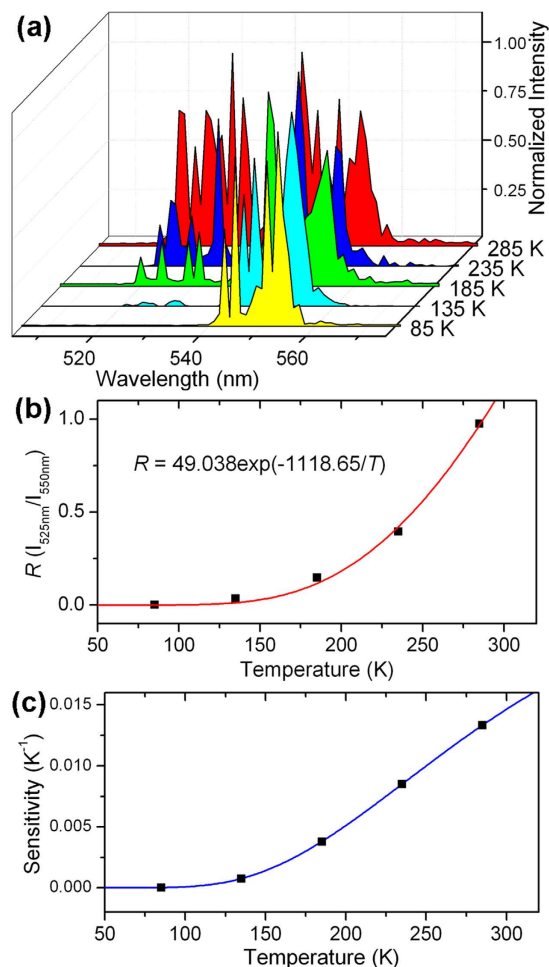 (a)
1.00
0.75
0.50
0.25
Normalized Intensity
285 K
235 K
185 K
135 K
85 K
520 540 560
Wavelength (nm)
(b)
1.0
0.5
0.0
R (I525nm/I550nm)
R = 49.038exp(-1118.65/T)
50 100 150 200 250 300
Temperature (K)
(c)
0.015
0.010
0.005
0.000
Sensitivity (K-1)
50 100 150 200 250 300
Temperature (K)